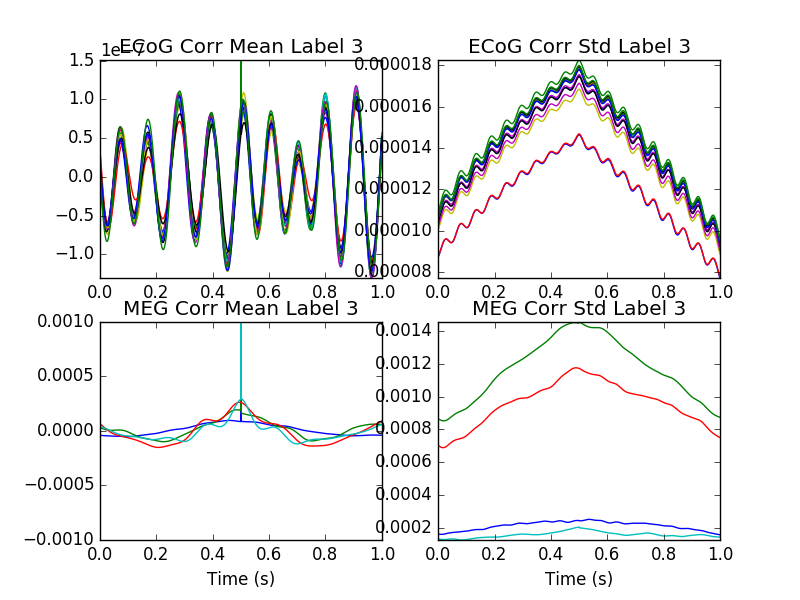 1e−7
ECoG Corr Mean Label 3
ECoG Corr Std Label 3
1.5
1.0
0.5
0.0
−0.5
−1.0
0.0 0.2 0.4 0.6 0.8 1.0
0.000018
0.000016
0.000014
0.000012
0.000010
0.000008
0.0 0.2 0.4 0.6 0.8 1.0
MEG Corr Mean Label 3
MEG Corr Std Label 3
0.0010
0.0005
0.0000
−0.0005
−0.0010
0.0 0.2 0.4 0.6 0.8 1.0
Time (s)
0.0014
0.0012
0.0010
0.0008
0.0006
0.0004
0.0002
0.0 0.2 0.4 0.6 0.8 1.0
Time (s)